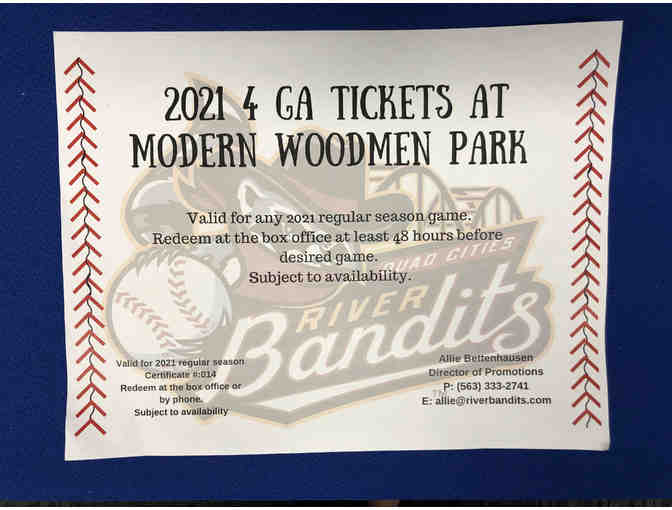 2021 4 GA TICKETS AT
MODERN WOODMEN PARK
Valid for any 2021 regular season game.
Redeem at the box office at least 48 hours before
desired game.
Subject to availability.
QUAD CITIES
RIVER
Bandits
TM
Valid for 2021 regular season
Certificate #:014
Redeem at the box office or
by phone.
Subject to availability
Allie Bettenhausen
Director of Promotions
P: (563) 333-2741
E: allie@riverbandits.com